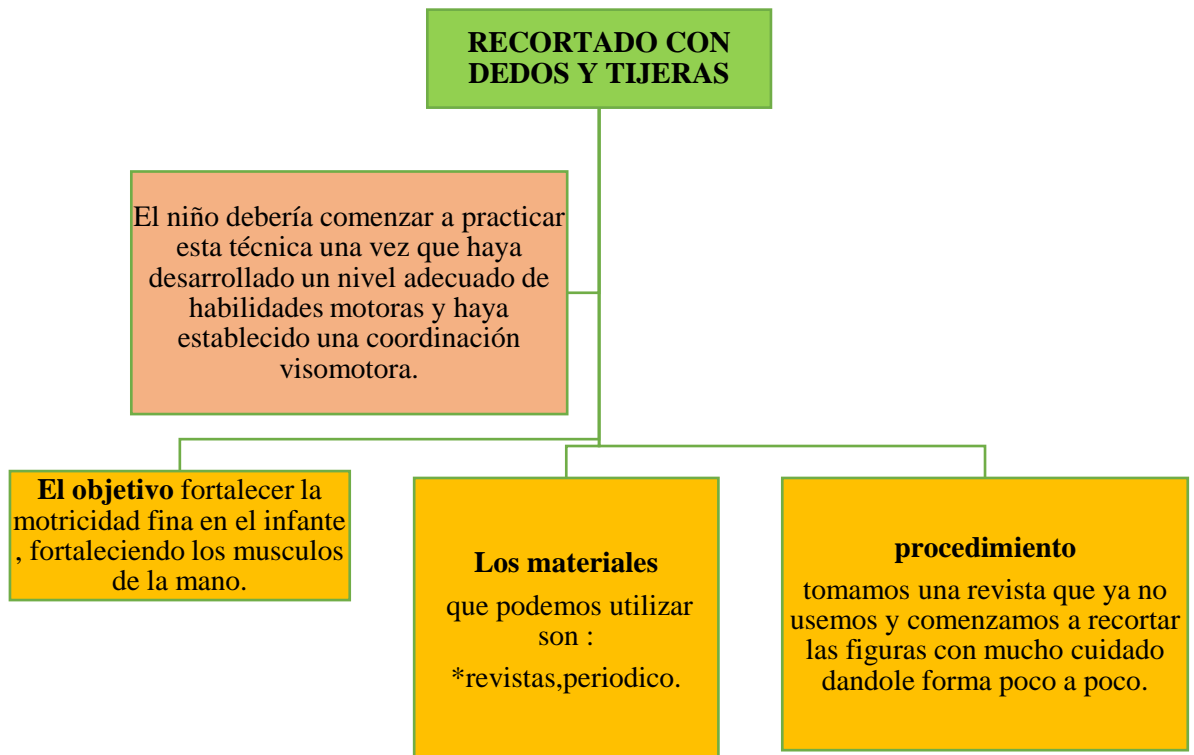 RECORTADO CON
DEDOS Y TIJERAS
El niño debería comenzar a practicar
esta técnica una vez que haya
desarrollado un nivel adecuado de
habilidades motoras y haya
establecido una coordinación
visomotora.
El objetivo fortalecer la
motricidad fina en el infante
, fortaleciendo los musculos
de la mano.
Los materiales
que podemos utilizar
son :
*revistas,periodico.
procedimiento
tomamos una revista que ya no
usemos y comenzamos a recortar
las figuras con mucho cuidado
dandole forma poco a poco.